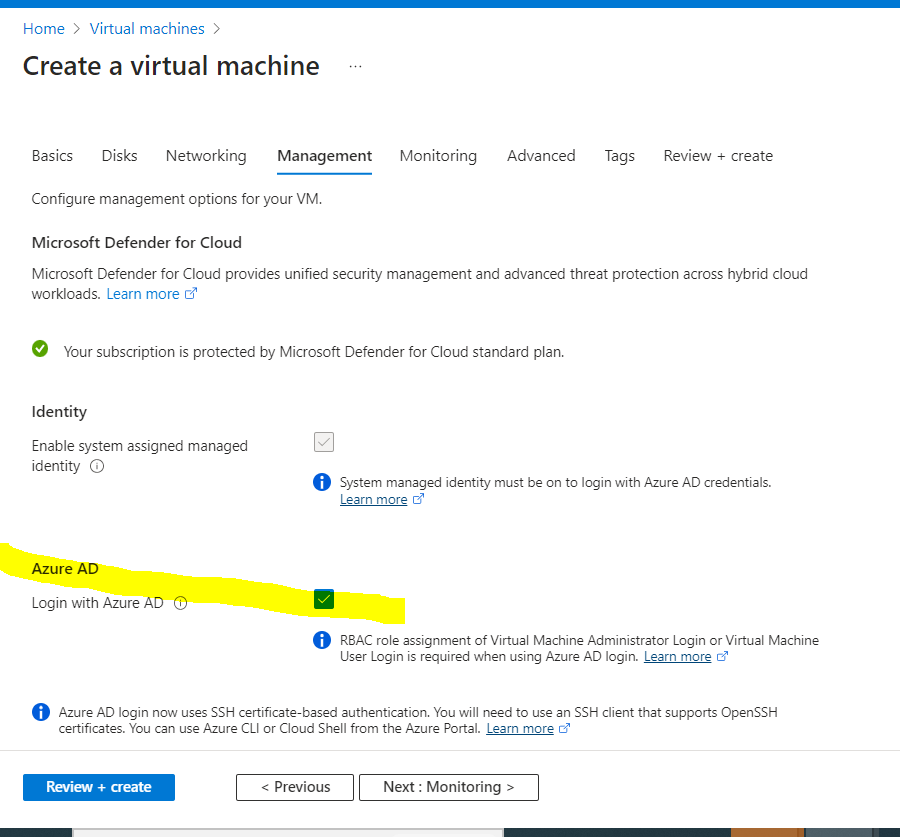 Home > Virtual machines >
Create a virtual machine ...
Basics Disks Networking Management Monitoring Advanced Tags Review + create
Configure management options for your VM.
Microsoft Defender for Cloud
Microsoft Defender for Cloud provides unified security management and advanced threat protection across hybrid cloud
workloads. Learn more
Your subscription is protected by Microsoft Defender for Cloud standard plan.
Identity
Enable system assigned managed
identity
System managed identity must be on to login with Azure AD credentials.
Learn more
Azure AD
Login with Azure AD
RBAC role assignment of Virtual Machine Administrator Login or Virtual Machine
User Login is required when using Azure AD login. Learn more
Azure AD login now uses SSH certificate-based authentication. You will need to use an SSH client that supports OpenSSH
certificates. You can use Azure CLI or Cloud Shell from the Azure Portal. Learn more
Review + create < Previous Next : Monitoring >